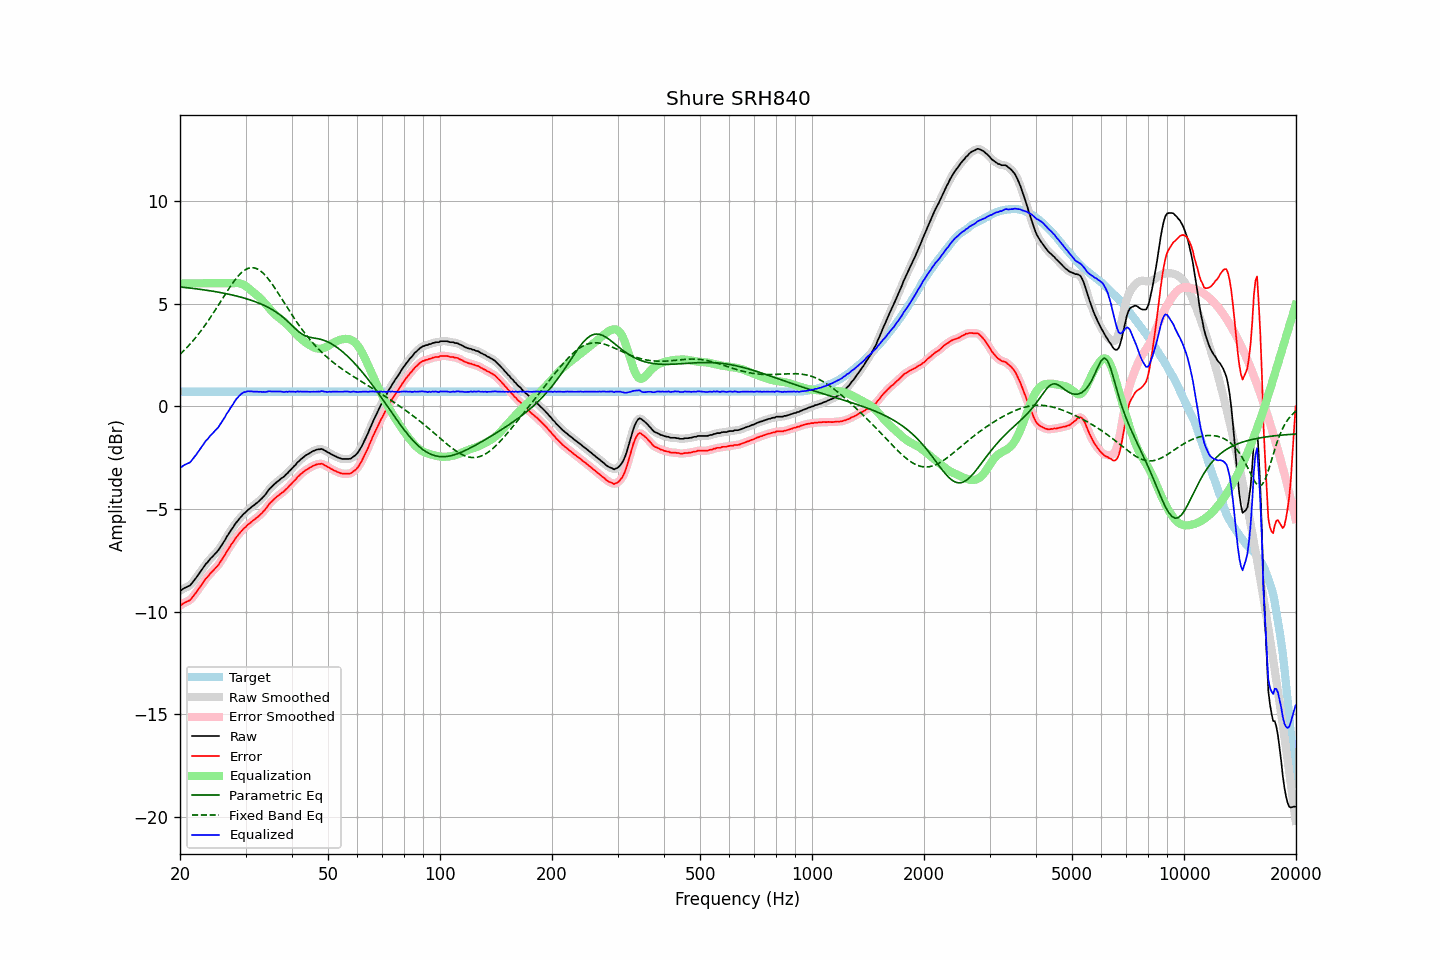 Shure SRH840
Amplitude (dBr)
10
5
0
−5
−10
−15
−20
Target
Raw Smoothed
Error Smoothed
Raw
Error
Equalization
Parametric Eq
Fixed Band Eq
Equalized
20 50 100 200 500 1000 2000 5000 10000 20000
Frequency (Hz)